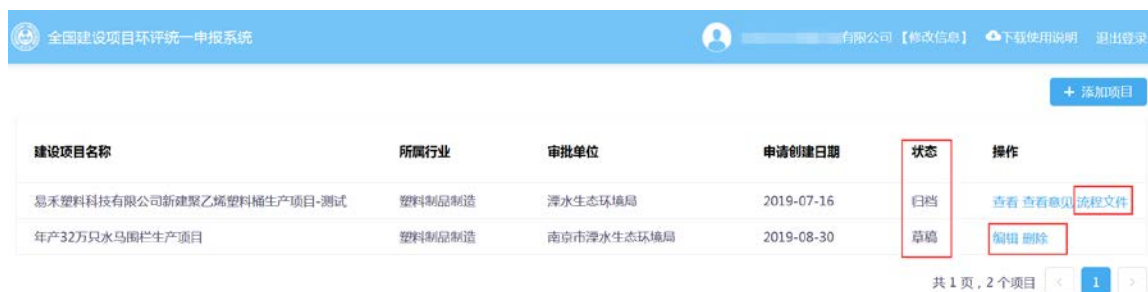 全国建设项目环评统一申报系统 有限公司【修改信息】 下载使用说明 退出登录
+ 添加项目
建设项目名称 所属行业 审批单位 申请创建日期 状态 操作
易禾塑料科技有限公司新建聚乙烯塑料桶生产项目-测试 塑料制品制造 溧水生态环境局 2019-07-16 归档 查看 查看意见 流程文件
年产32万只水马围栏生产项目 塑料制品制造 南京市溧水生态环境局 2019-08-30 草稿 编辑 删除
共 1 页，2 个项目 < 1 >